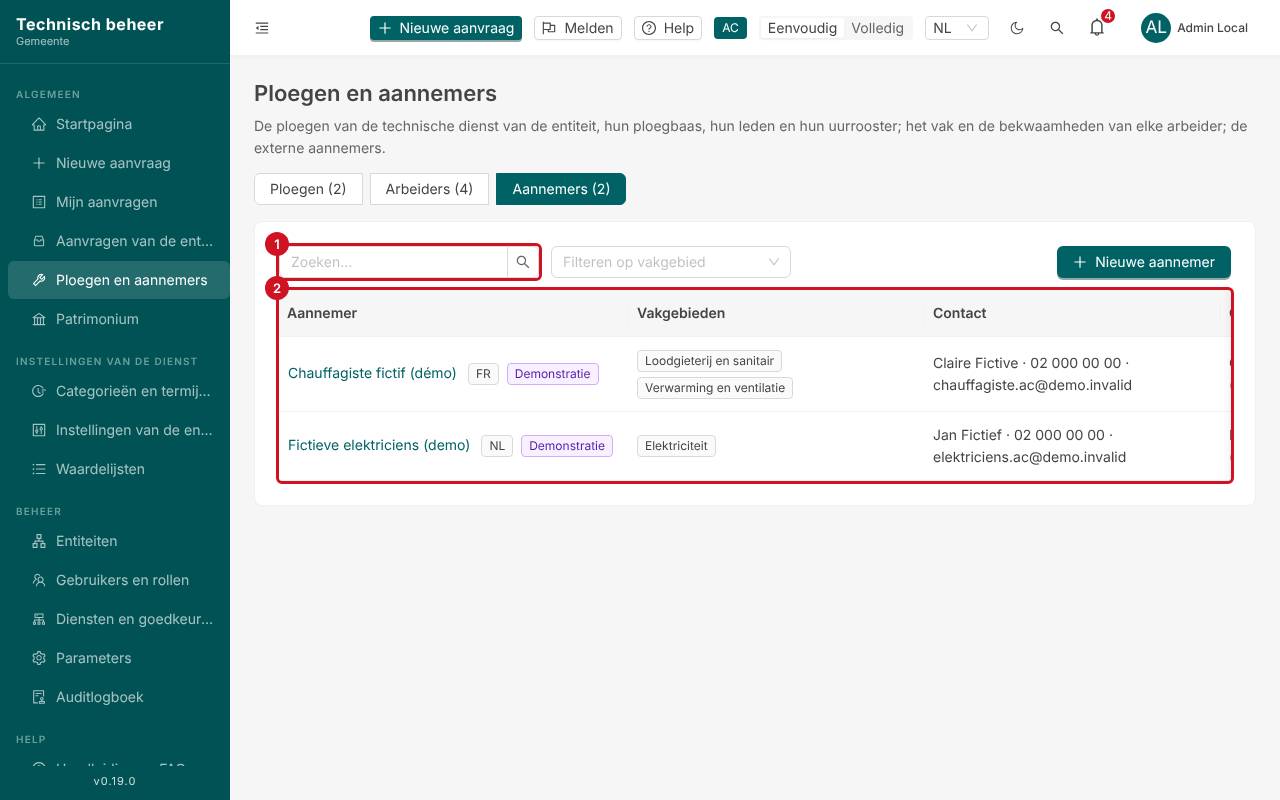 Technisch beheer
Gemeente
Nieuwe aanvraag
Melden
Help
AC
Eenvoudig
Volledig
NL
4
AL
Admin Local
ALGEMEEN
Startpagina
Nieuwe aanvraag
Mijn aanvragen
Aanvragen van de ent...
Ploegen en aannemers
Patrimonium
INSTELLINGEN VAN DE DIENST
Categorieën en termij...
Instellingen van de en...
Waardelijsten
BEHEER
Entiteiten
Gebruikers en rollen
Diensten en goedkeur...
Parameters
Auditlogboek
HELP
v0.19.0
Ploegen en aannemers
De ploegen van de technische dienst van de entiteit, hun ploegbaas, hun leden en hun uurrooster; het vak en de bekwaamheden van elke arbeider; de
externe aannemers.
Ploegen (2)
Arbeiders (4)
Aannemers (2)
1
Zoeken...
Filteren op vakgebied
Nieuwe aannemer
2
Aannemer
Vakgebieden
Contact
Chauffagiste fictif (démo)
FR
Demonstratie
Loodgieterij en sanitair
Verwarming en ventilatie
Claire Fictive · 02 000 00 00 ·
chauffagiste.ac@demo.invalid
Fictieve elektriciens (demo)
NL
Demonstratie
Elektriciteit
Jan Fictief · 02 000 00 00 ·
elektriciens.ac@demo.invalid